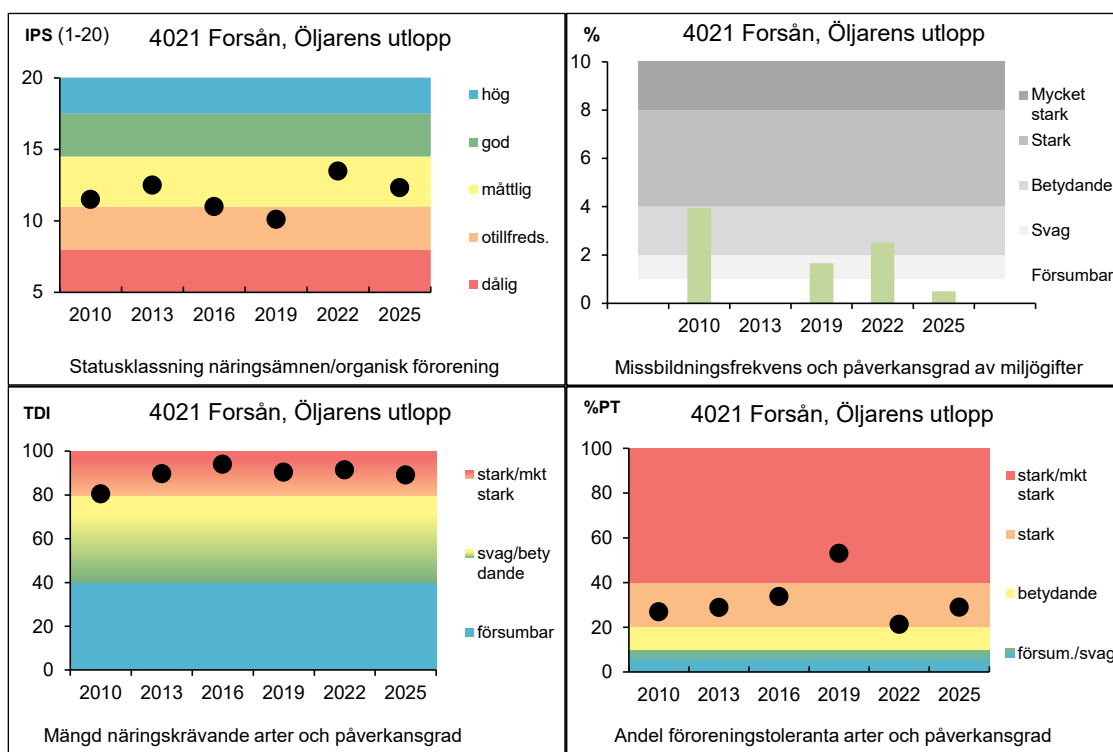 IPS (1-20)
4021 Forsån, Öljarens utlopp
20
15
10
5
2010 2013 2016 2019 2022 2025
hög
god
måttlig
otillfreds.
dålig
Statusklassning näringsämnen/organisk förorening
%
4021 Forsån, Öljarens utlopp
10
8
6
4
2
0
2010 2013 2019 2022 2025
Mycket
stark
Stark
Betydande
Svag
Försumbar
Missbildningsfrekvens och påverkansgrad av miljögifter
TDI
4021 Forsån, Öljarens utlopp
100
80
60
40
20
0
2010 2013 2016 2019 2022 2025
stark/mkt
stark
svag/bety
dande
försumbar
Mängd näringskrävande arter och påverkansgrad
%PT
4021 Forsån, Öljarens utlopp
100
80
60
40
20
0
2010 2013 2016 2019 2022 2025
stark/mkt
stark
stark
betydande
försum./svag
Andel föroreningstoleranta arter och påverkansgrad